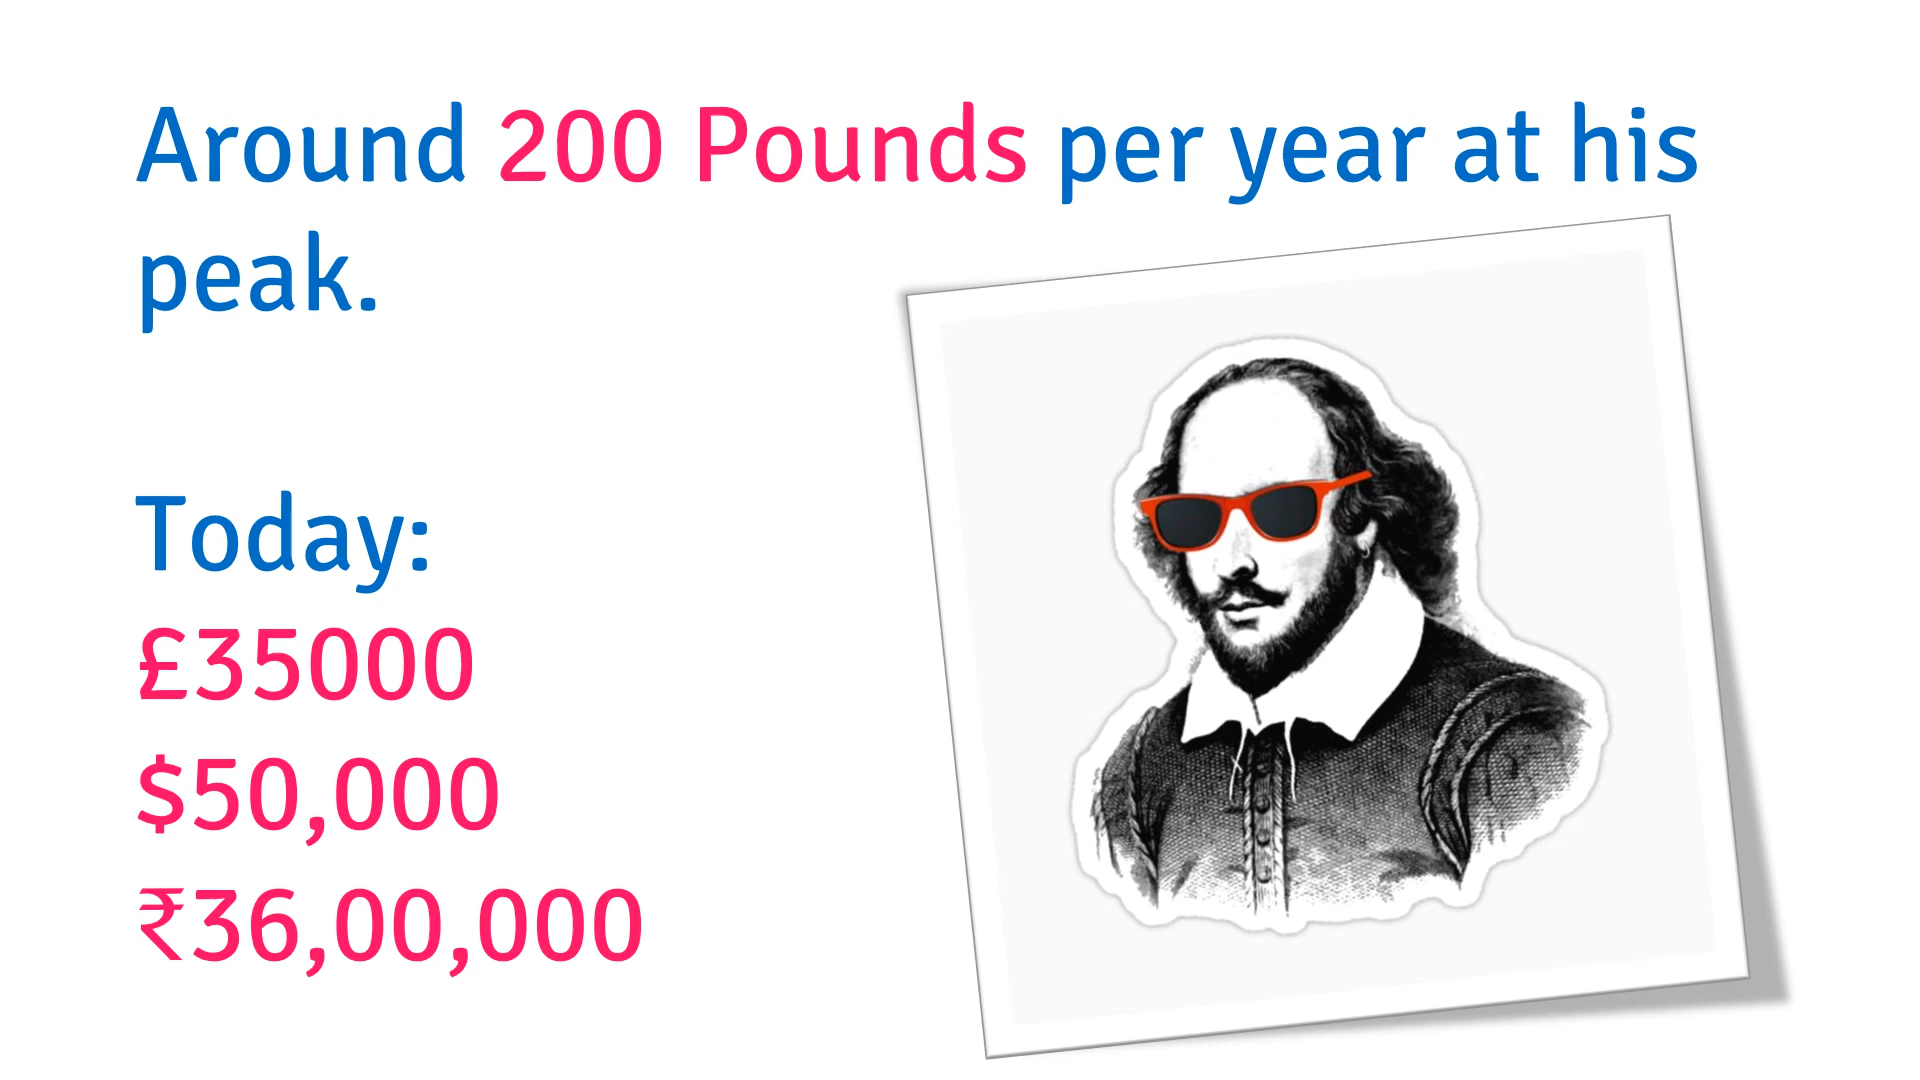 Around 200 Pounds per year at his
peak.
Today:
£35000
$50,000
₹36,00,000